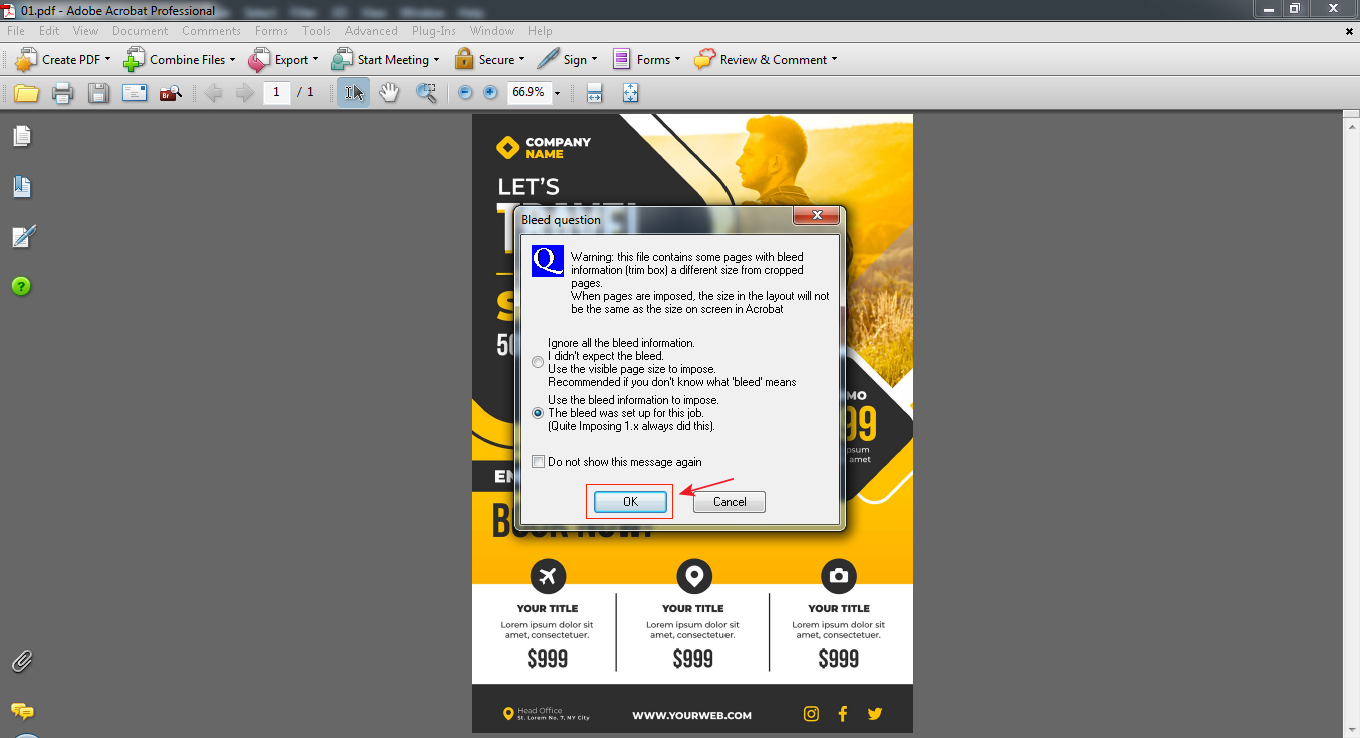 01.pdf - Adobe Acrobat Professional
File Edit View Document Comments Forms Tools Advanced Plug-Ins Window Help
Create PDF Combine Files Export Start Meeting Secure Sign Forms Review & Comment
Br
1 / 1 66.9%
COMPANY
NAME
LET'S
Bleed question
Q
Warning: this file contains some pages with bleed
information (trim box) a different size from cropped
pages.
When pages are imposed, the size in the layout will not
be the same as the size on screen in Acrobat
Ignore all the bleed information.
I didn't expect the bleed.
Use the visible page size to impose.
Recommended if you don't know what 'bleed' means
Use the bleed information to impose.
The bleed was set up for this job.
(Quite Imposing 1.x always did this).
Do not show this message again
OK Cancel
BOOK NOW!
YOUR TITLE
Lorem ipsum dolor sit
amet, consectetuer.
$999
YOUR TITLE
Lorem ipsum dolor sit
amet, consectetuer.
$999
YOUR TITLE
Lorem ipsum dolor sit
amet, consectetuer.
$999
Head Office
St. Lorem No. 7, NY City
WWW.YOURWEB.COM